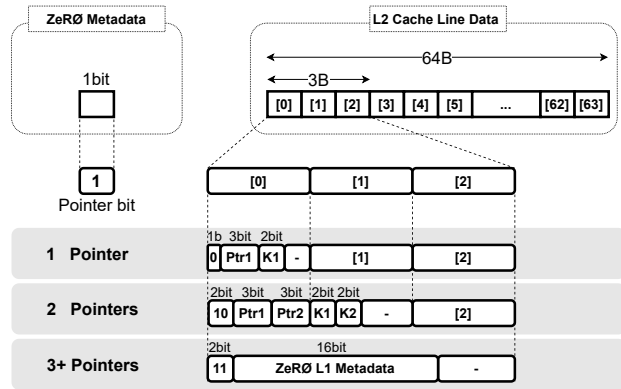 ZeRØ Metadata
L2 Cache Line Data
64B
1bit
3B
[0] [1] [2] [3] [4] [5] ... [62] [63]
1 [0] [1] [2]
Pointer bit
1b 3bit 2bit
1 Pointer 0 Ptr1 K1 - [1] [2]
2bit 3bit 3bit 2bit 2bit
2 Pointers 10 Ptr1 Ptr2 K1 K2 - [2]
2bit 16bit
3+ Pointers 11 ZeRØ L1 Metadata -